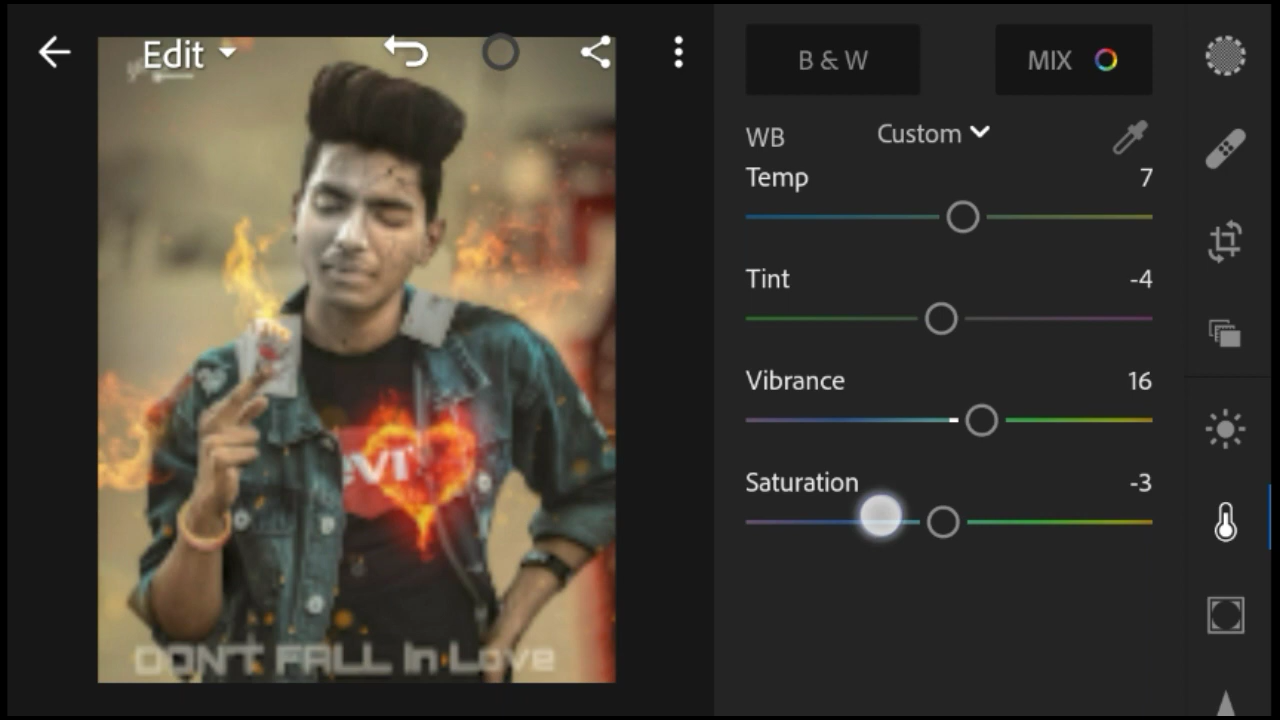 Edit
B & W
MIX
WB
Custom
Temp
7
Tint
-4
Vibrance
16
Saturation
-3
evi
DON'T FALL In Love